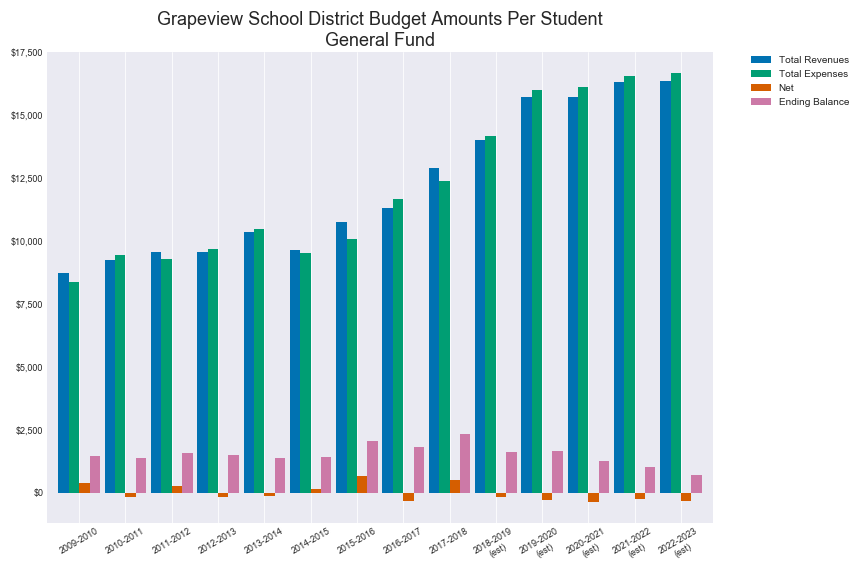 Grapeview School District Budget Amounts Per Student
General Fund
$17,500
$15,000
$12,500
$10,000
$7,500
$5,000
$2,500
$0
Total Revenues
Total Expenses
Net
Ending Balance
2009-2010
2010-2011
2011-2012
2012-2013
2013-2014
2014-2015
2015-2016
2016-2017
2017-2018
2018-2019
(est)
2019-2020
(est)
2020-2021
(est)
2021-2022
(est)
2022-2023
(est)